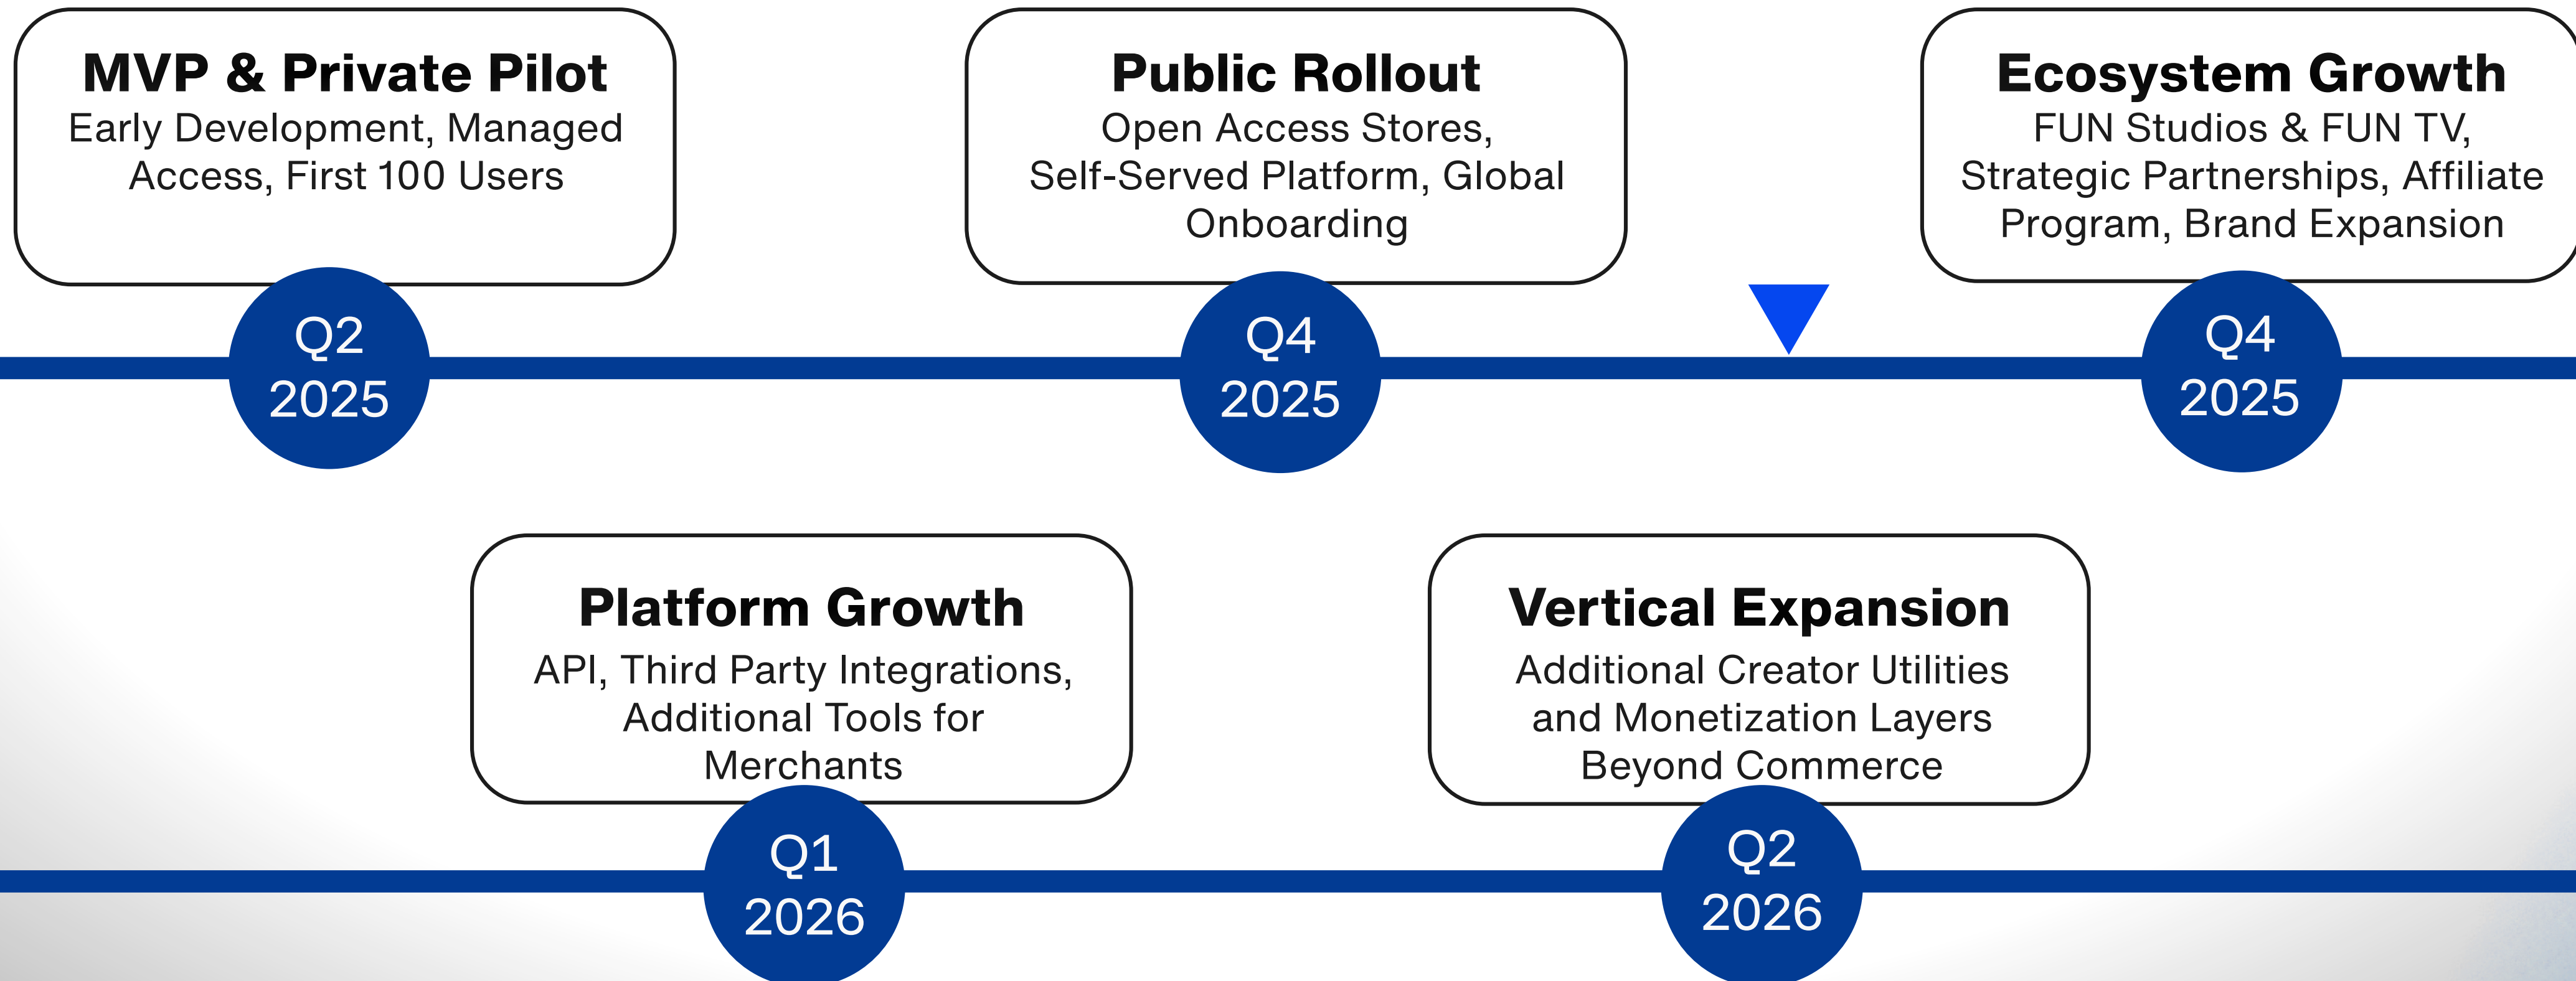 MVP & Private Pilot
Early Development, Managed
Access, First 100 Users
Q2
2025
Public Rollout
Open Access Stores,
Self-Served Platform, Global
Onboarding
Q4
2025
Ecosystem Growth
FUN Studios & FUN TV,
Strategic Partnerships, Affiliate
Program, Brand Expansion
Q4
2025
Platform Growth
API, Third Party Integrations,
Additional Tools for
Merchants
Q1
2026
Vertical Expansion
Additional Creator Utilities
and Monetization Layers
Beyond Commerce
Q2
2026